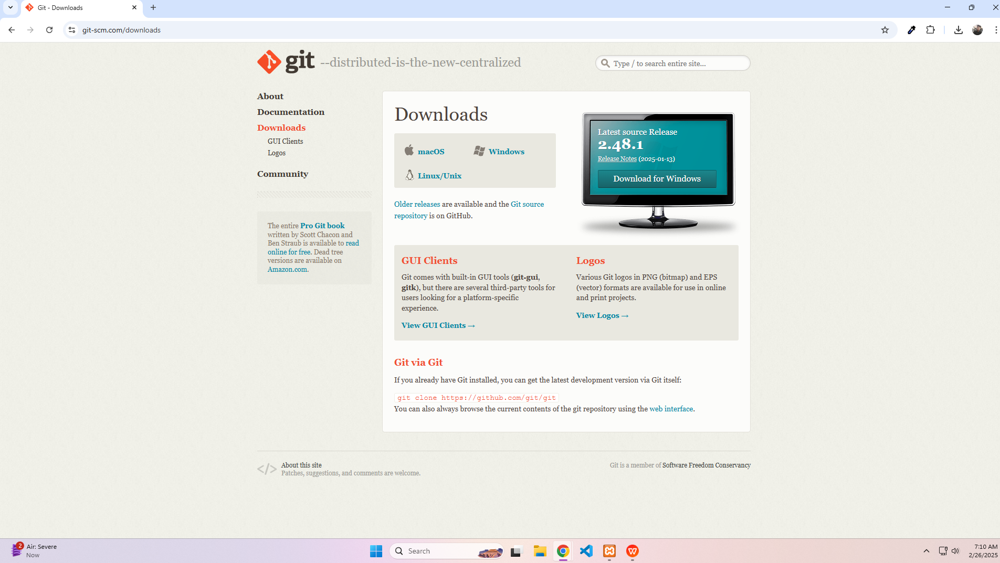 Git - Downloads
git-scm.com/downloads
git --distributed-is-the-new-centralized
Type / to search entire site...
About
Documentation
Downloads
GUI Clients
Logos
Community
The entire Pro Git book
written by Scott Chacon and
Ben Straub is available to read
online for free. Dead tree
versions are available on
Amazon.com.
Downloads
macOS
Windows
Linux/Unix
Older releases are available and the Git source
repository is on GitHub.
Latest source Release
2.48.1
Release Notes (2025-01-13)
Download for Windows
GUI Clients
Git comes with built-in GUI tools (git-gui,
gitk), but there are several third-party tools for
users looking for a platform-specific
experience.
View GUI Clients →
Logos
Various Git logos in PNG (bitmap) and EPS
(vector) formats are available for use in online
and print projects.
View Logos →
Git via Git
If you already have Git installed, you can get the latest development version via Git itself:
git clone https://github.com/git/git
You can also always browse the current contents of the git repository using the web interface.
</> About this site
Patches, suggestions, and comments are welcome.
Git is a member of Software Freedom Conservancy
2
Air: Severe
Now
Search
7:10 AM
2/26/2025